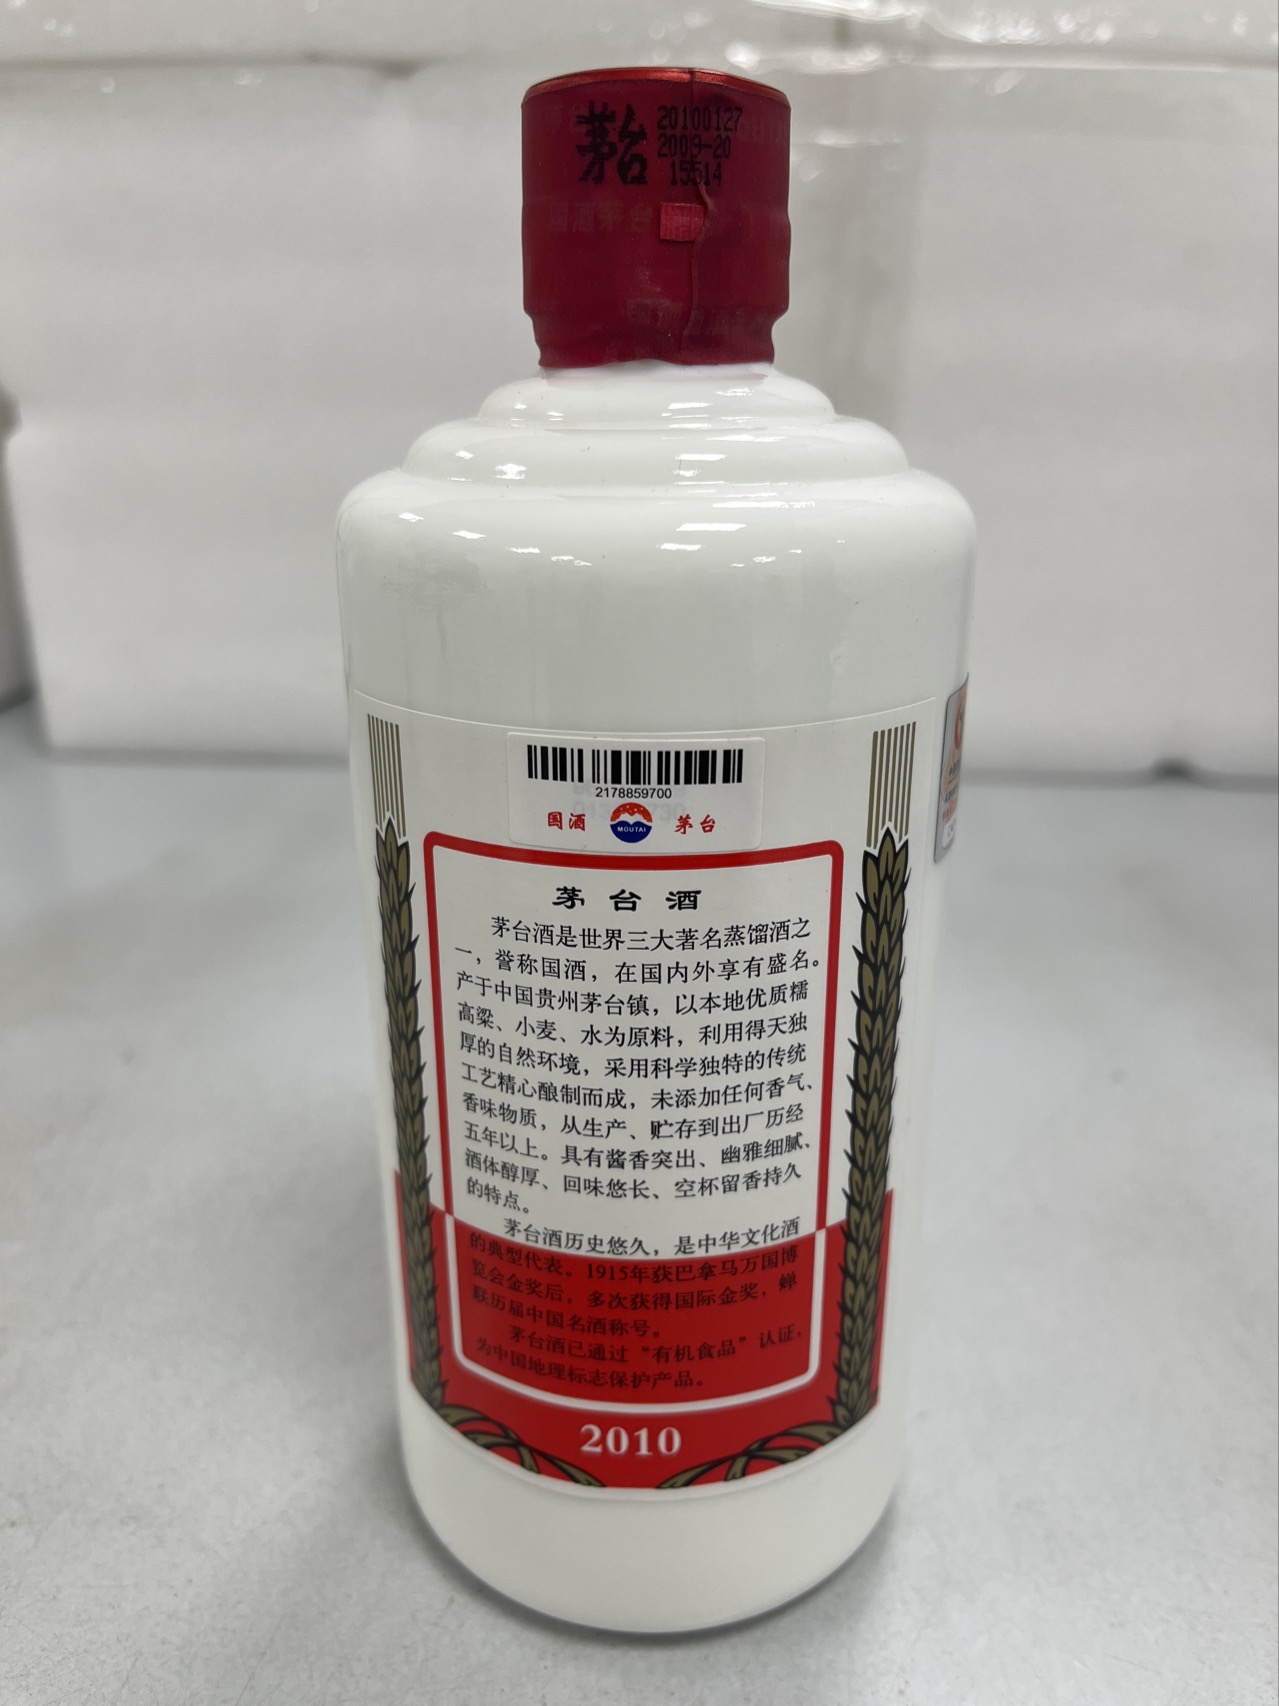 茅台
20100127
2009-20
15514
国酒茅台
2178859700
国酒 MOUTAI 茅台
茅台酒
茅台酒是世界三大著名蒸馏酒之
一，誉称国酒，在国内外享有盛名。
产于中国贵州茅台镇，以本地优质糯
高粱、小麦、水为原料，利用得天独
厚的自然环境，采用科学独特的传统
工艺精心酿制而成，未添加任何香气、
香味物质，从生产、贮存到出厂历经
五年以上。具有酱香突出、幽雅细腻、
酒体醇厚、回味悠长、空杯留香持久
的特点。
茅台酒历史悠久，是中华文化酒
的典型代表。1915年获巴拿马万国博
览会金奖后，多次获得国际金奖，蝉
联历届中国名酒称号。
茅台酒已通过“有机食品”认证，
为中国地理标志保护产品。
2010